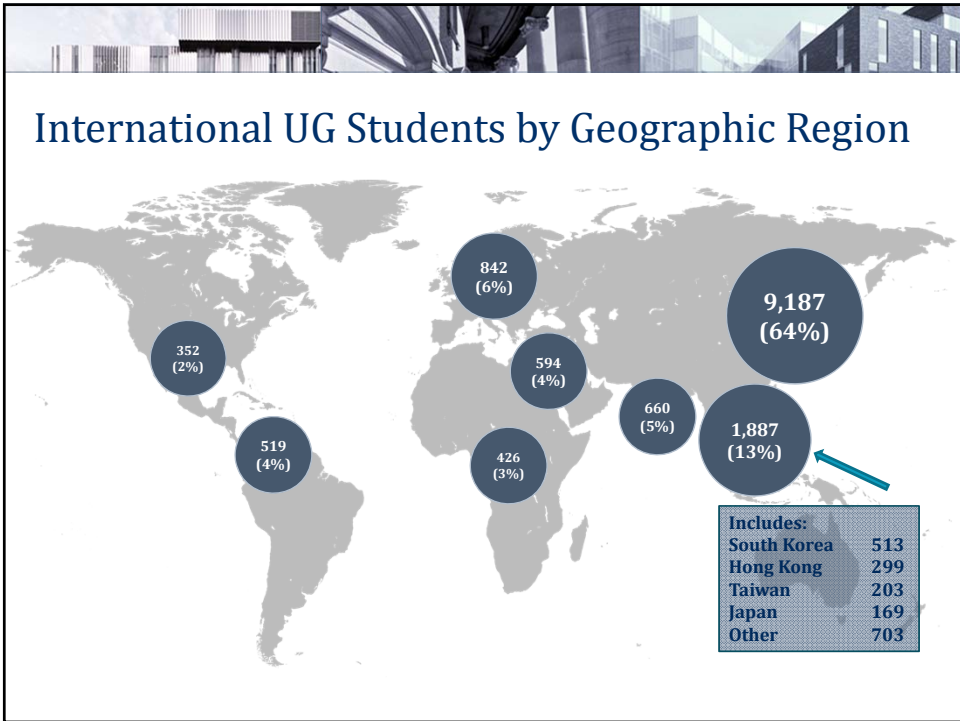 International UG Students by Geographic Region
842
(6%)
9,187
(64%)
352
(2%)
594
(4%)
660
(5%)
1,887
(13%)
519
(4%)
426
(3%)
Includes:
South Korea 513
Hong Kong 299
Taiwan 203
Japan 169
Other 703